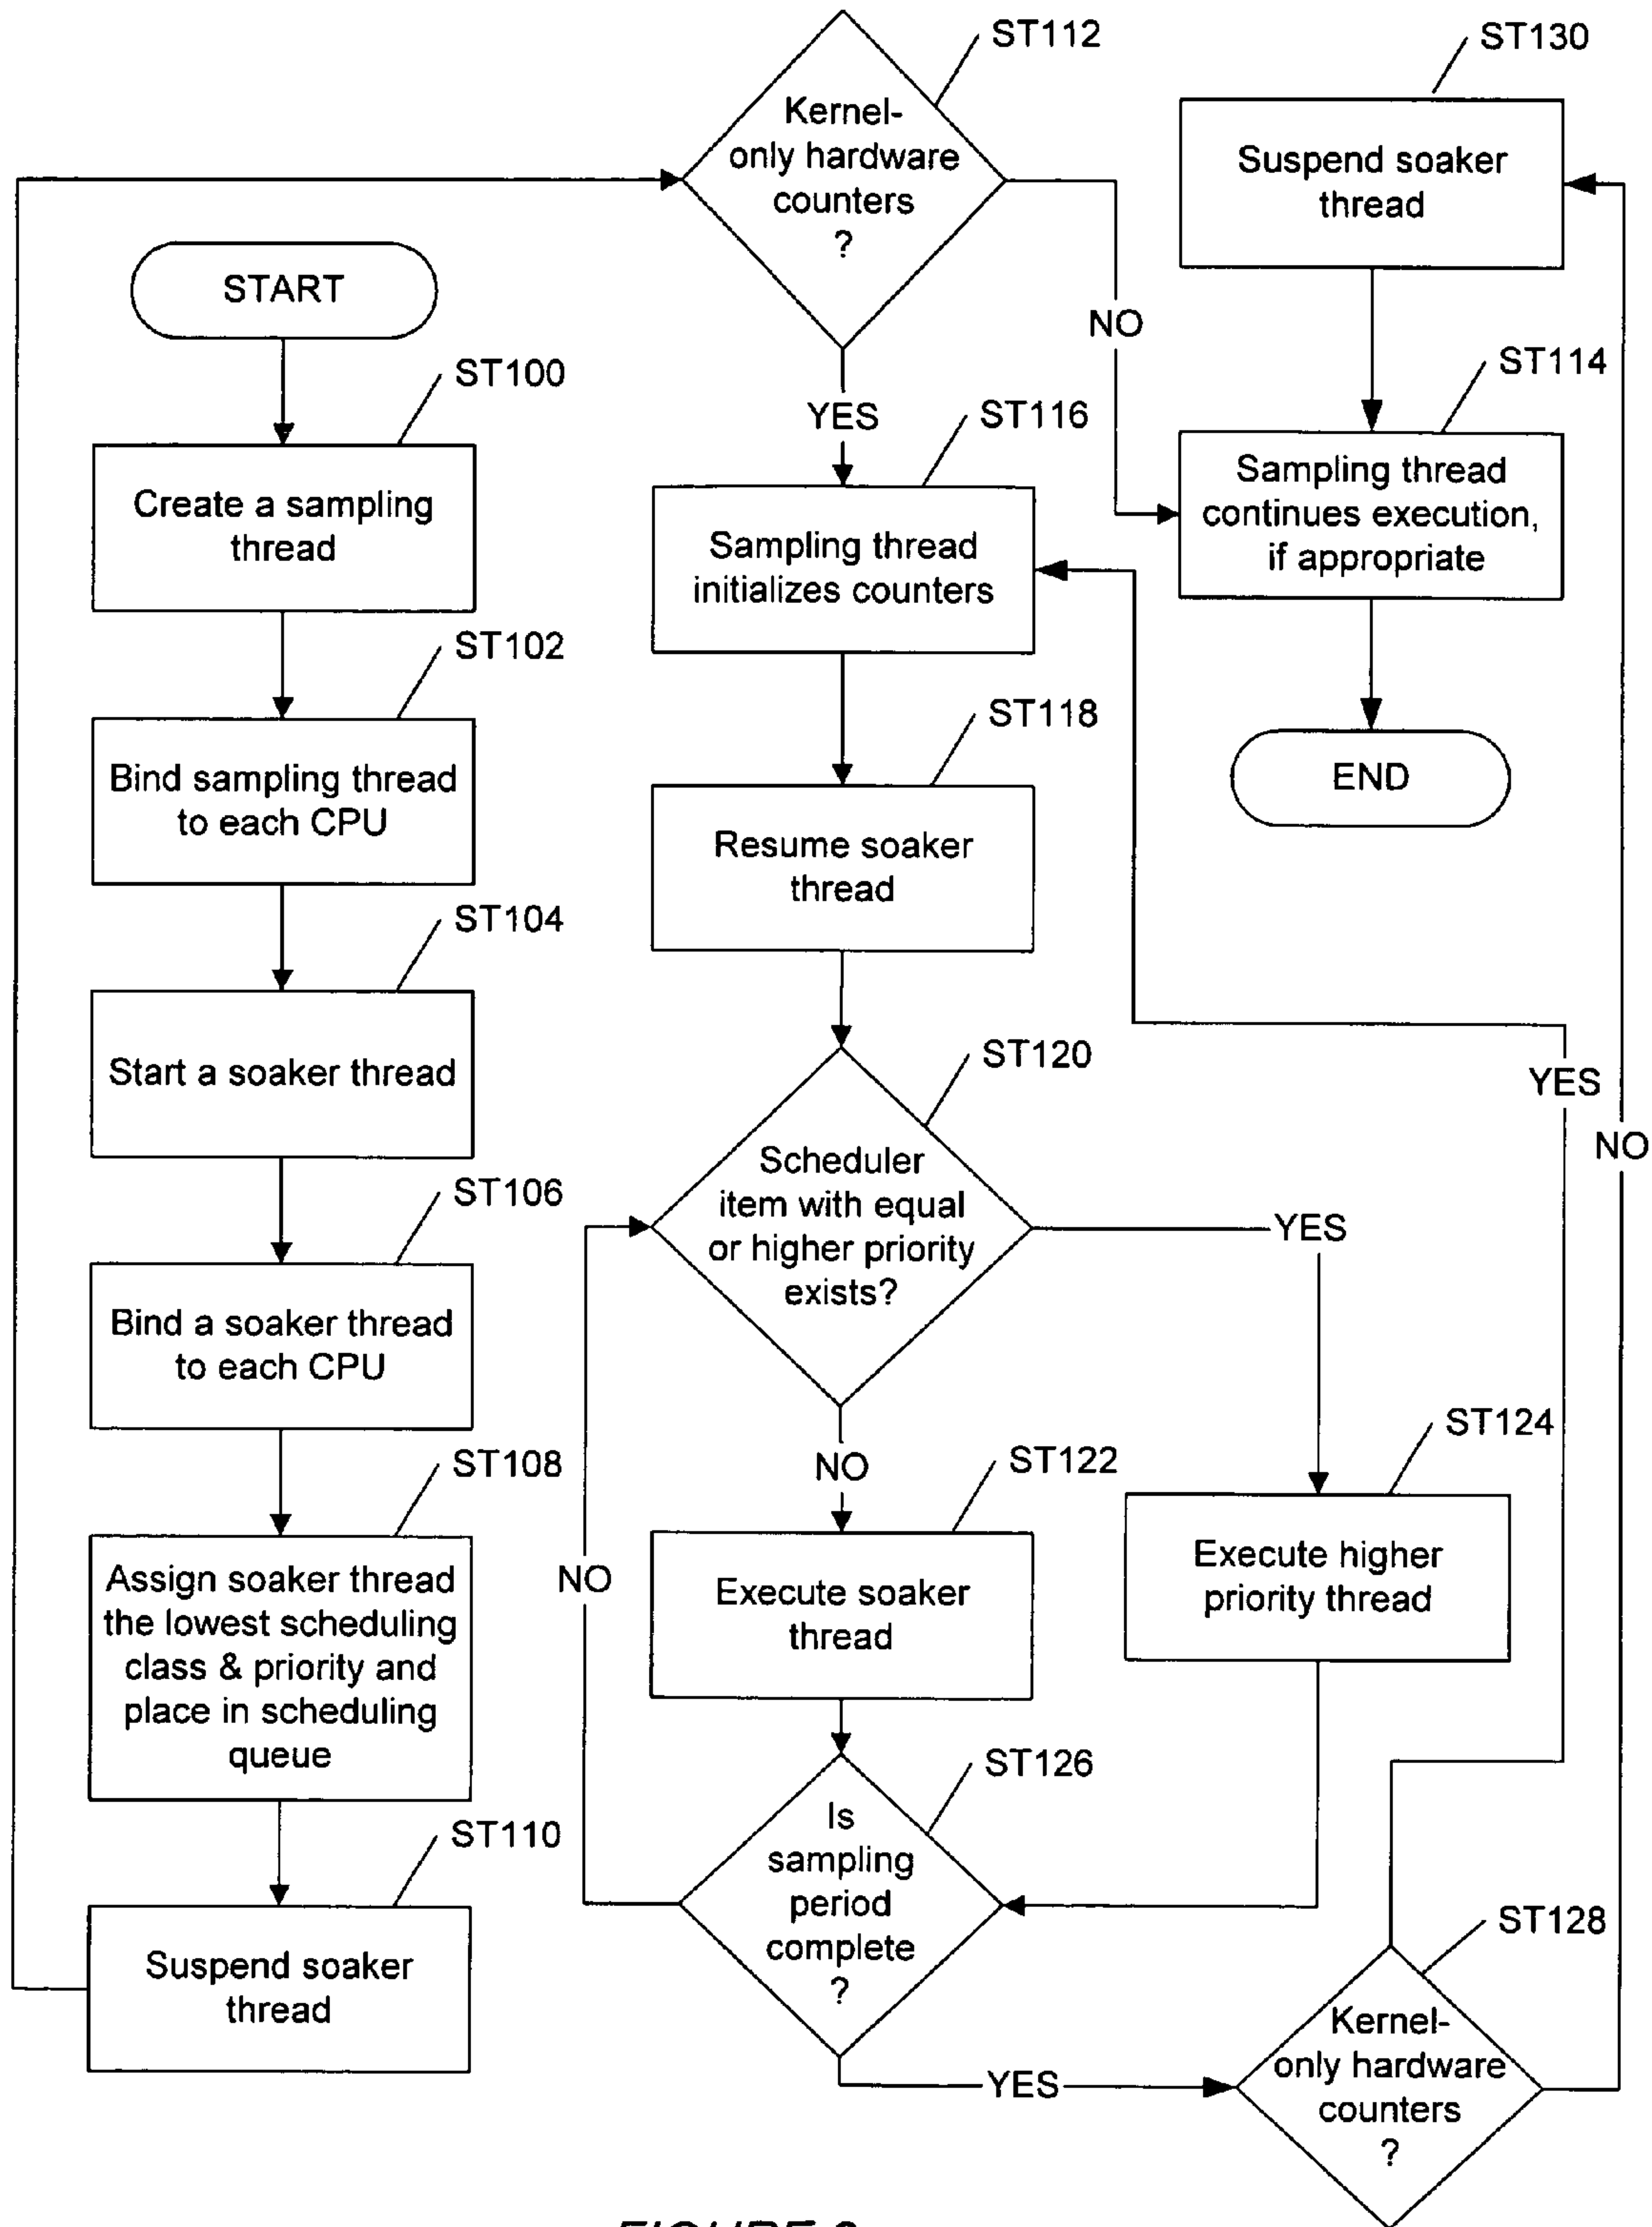 START
ST100
Create a sampling
thread
ST102
Bind sampling thread
to each CPU
ST104
Start a soaker thread
ST106
Bind a soaker thread
to each CPU
ST108
Assign soaker thread
the lowest scheduling
class & priority and
place in scheduling
queue
ST110
Suspend soaker
thread
ST112
Kernel-
only hardware
counters
?
NO
YES
ST116
Sampling thread
initializes counters
ST118
Resume soaker
thread
ST120
Scheduler
item with equal
or higher priority
exists?
YES
NO
ST122
Execute soaker
thread
ST124
Execute higher
priority thread
ST126
Is
sampling
period
complete
?
NO
YES
ST128
Kernel-
only hardware
counters
?
YES
NO
ST130
Suspend soaker
thread
ST114
Sampling thread
continues execution,
if appropriate
END